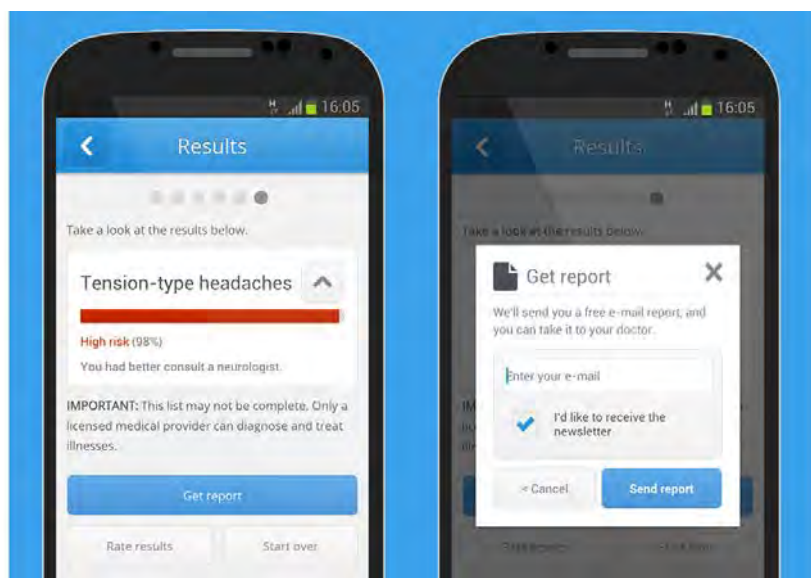 H 16:05
Results
Take a look at the results below.
Tension-type headaches
High risk (98%)
You had better consult a neurologist.
IMPORTANT: This list may not be complete. Only a
licensed medical provider can diagnose and treat
illnesses.
Get report
Rate results
Start over
H 16:05
Results
Take a look at the results below.
Get report
We'll send you a free e-mail report, and
you can take it to your doctor.
Enter your e-mail
I'd like to receive the
newsletter
< Cancel
Send report